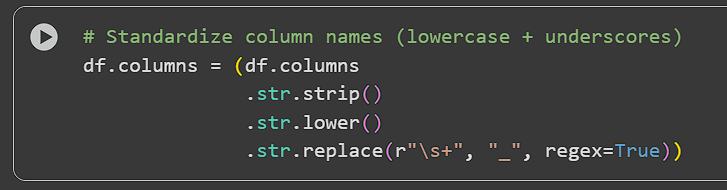 # Standardize column names (lowercase + underscores)
df.columns = (df.columns
              .str.strip()
              .str.lower()
              .str.replace(r"\s+", "_", regex=True))